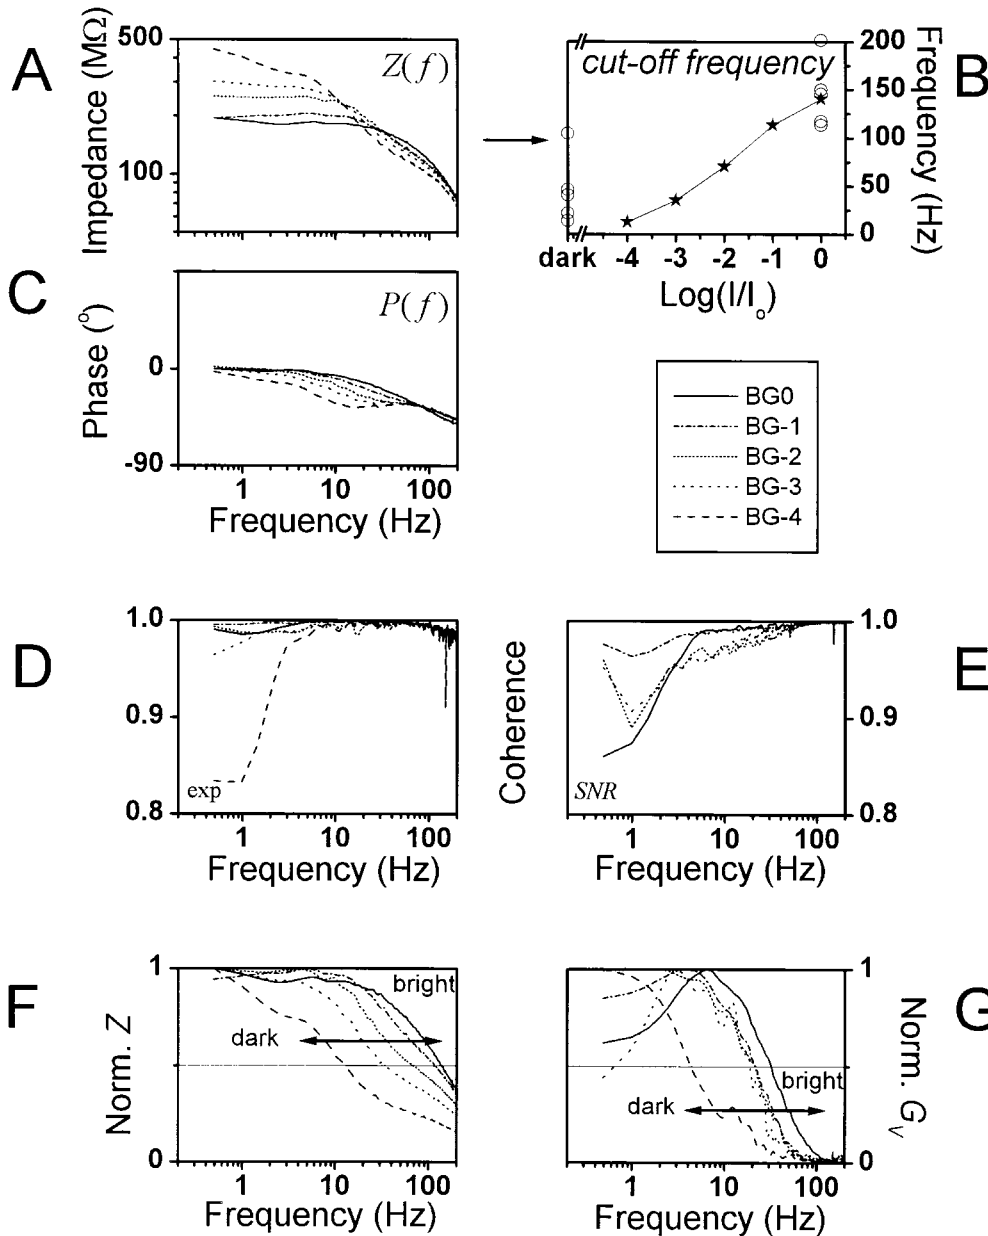 A
Impedance (MΩ)
500
100
Z(f)
B
cut-off frequency
Frequency (Hz)
200
150
100
50
0
dark -4 -3 -2 -1 0
Log(I/Io)
C
Phase (°)
0
-90
P(f)
1 10 100
Frequency (Hz)
BG0
BG-1
BG-2
BG-3
BG-4
D
1.0
0.9
0.8
exp
1 10 100
Frequency (Hz)
E
Coherence
1.0
0.9
0.8
SNR
1 10 100
Frequency (Hz)
F
Norm. Z
1
0
bright
dark
1 10 100
Frequency (Hz)
G
Norm. GV
1
0
bright
dark
1 10 100
Frequency (Hz)